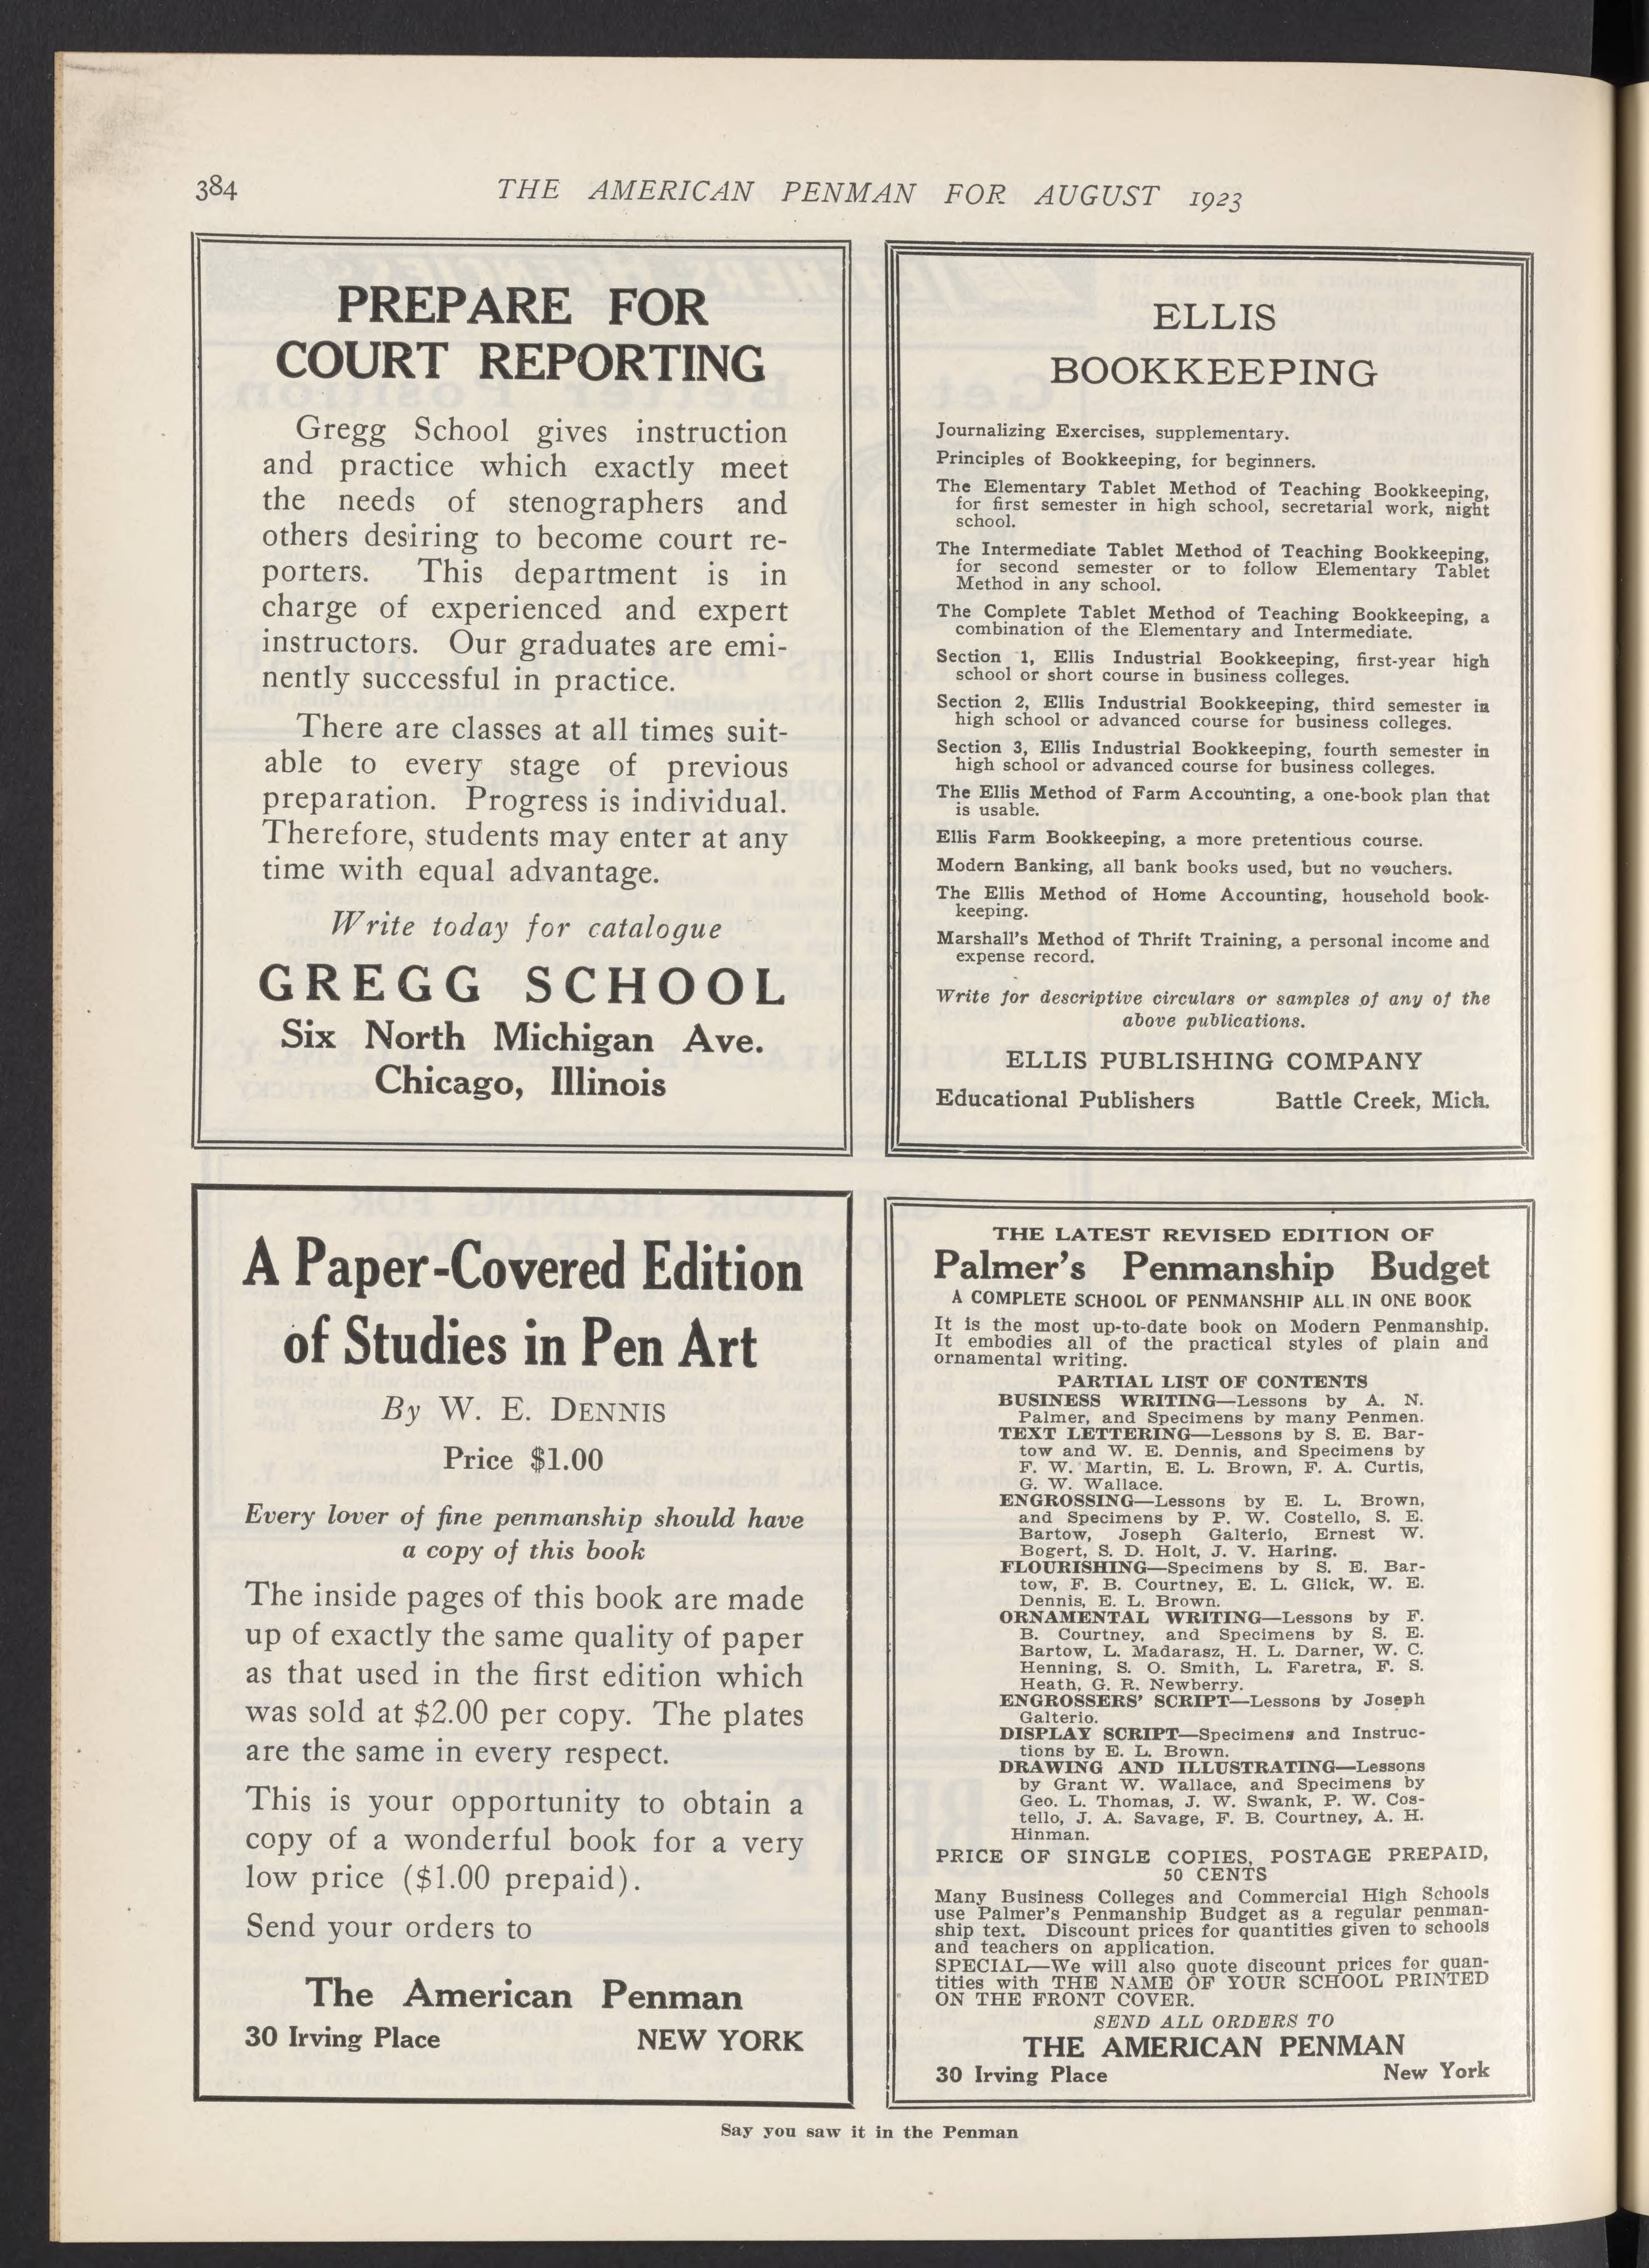 384
THE AMERICAN PENMAN FOR AUGUST 1923
PREPARE FOR
COURT REPORTING
Gregg School gives instruction
and practice which exactly meet
the needs of stenographers and
others desiring to become court re-
porters. This department is in
charge of experienced and expert
instructors. Our graduates are emi-
nently successful in practice.
There are classes at all times suit-
able to every stage of previous
preparation. Progress is individual.
Therefore, students may enter at any
time with equal advantage.
Write today for catalogue
GREGG SCHOOL
Six North Michigan Ave.
Chicago, Illinois
ELLIS
BOOKKEEPING
Journalizing Exercises, supplementary.
Principles of Bookkeeping, for beginners.
The Elementary Tablet Method of Teaching Bookkeeping,
for first semester in high school, secretarial work, night
school.
The Intermediate Tablet Method of Teaching Bookkeeping,
for second semester or to follow Elementary Tablet
Method in any school.
The Complete Tablet Method of Teaching Bookkeeping, a
combination of the Elementary and Intermediate.
Section 1, Ellis Industrial Bookkeeping, first-year high
school or short course in business colleges.
Section 2, Ellis Industrial Bookkeeping, third semester in
high school or advanced course for business colleges.
Section 3, Ellis Industrial Bookkeeping, fourth semester in
high school or advanced course for business colleges.
The Ellis Method of Farm Accounting, a one-book plan that
is usable.
Ellis Farm Bookkeeping, a more pretentious course.
Modern Banking, all bank books used, but no vouchers.
The Ellis Method of Home Accounting, household book-
keeping.
Marshall's Method of Thrift Training, a personal income and
expense record.
Write for descriptive circulars or samples of any of the
above publications.
ELLIS PUBLISHING COMPANY
Educational Publishers Battle Creek, Mich.
A Paper-Covered Edition
of Studies in Pen Art
By W. E. DENNIS
Price $1.00
Every lover of fine penmanship should have
a copy of this book
The inside pages of this book are made
up of exactly the same quality of paper
as that used in the first edition which
was sold at $2.00 per copy. The plates
are the same in every respect.
This is your opportunity to obtain a
copy of a wonderful book for a very
low price ($1.00 prepaid).
Send your orders to
The American Penman
30 Irving Place NEW YORK
THE LATEST REVISED EDITION OF
Palmer's Penmanship Budget
A COMPLETE SCHOOL OF PENMANSHIP ALL IN ONE BOOK
It is the most up-to-date book on Modern Penmanship.
It embodies all of the practical styles of plain and
ornamental writing.
PARTIAL LIST OF CONTENTS
BUSINESS WRITING—Lessons by A. N.
Palmer, and Specimens by many Penmen.
TEXT LETTERING—Lessons by S. E. Bar-
tow and W. E. Dennis, and Specimens by
F. W. Martin, E. L. Brown, F. A. Curtis,
G. W. Wallace.
ENGROSSING—Lessons by E. L. Brown,
and Specimens by P. W. Costello, S. E.
Bartow, Joseph Galterio, Ernest W.
Bogert, S. D. Holt, J. V. Haring.
FLOURISHING—Specimens by S. E. Bar-
tow, F. B. Courtney, E. L. Glick, W. E.
Dennis, E. L. Brown.
ORNAMENTAL WRITING—Lessons by F.
B. Courtney, and Specimens by S. E.
Bartow, L. Madarasz, H. L. Darner, W. C.
Henning, S. O. Smith, L. Faretra, F. S.
Heath, G. R. Newberry.
ENGROSSERS' SCRIPT—Lessons by Joseph
Galterio.
DISPLAY SCRIPT—Specimens and Instruc-
tions by E. L. Brown.
DRAWING AND ILLUSTRATING—Lessons
by Grant W. Wallace, and Specimens by
Geo. L. Thomas, J. W. Swank, P. W. Cos-
tello, J. A. Savage, F. B. Courtney, A. H.
Hinman.
PRICE OF SINGLE COPIES, POSTAGE PREPAID,
50 CENTS
Many Business Colleges and Commercial High Schools
use Palmer's Penmanship Budget as a regular penman-
ship text. Discount prices for quantities given to schools
and teachers on application.
SPECIAL—We will also quote discount prices for quan-
tities with THE NAME OF YOUR SCHOOL PRINTED
ON THE FRONT COVER.
SEND ALL ORDERS TO
THE AMERICAN PENMAN
30 Irving Place New York
Say you saw it in the Penman